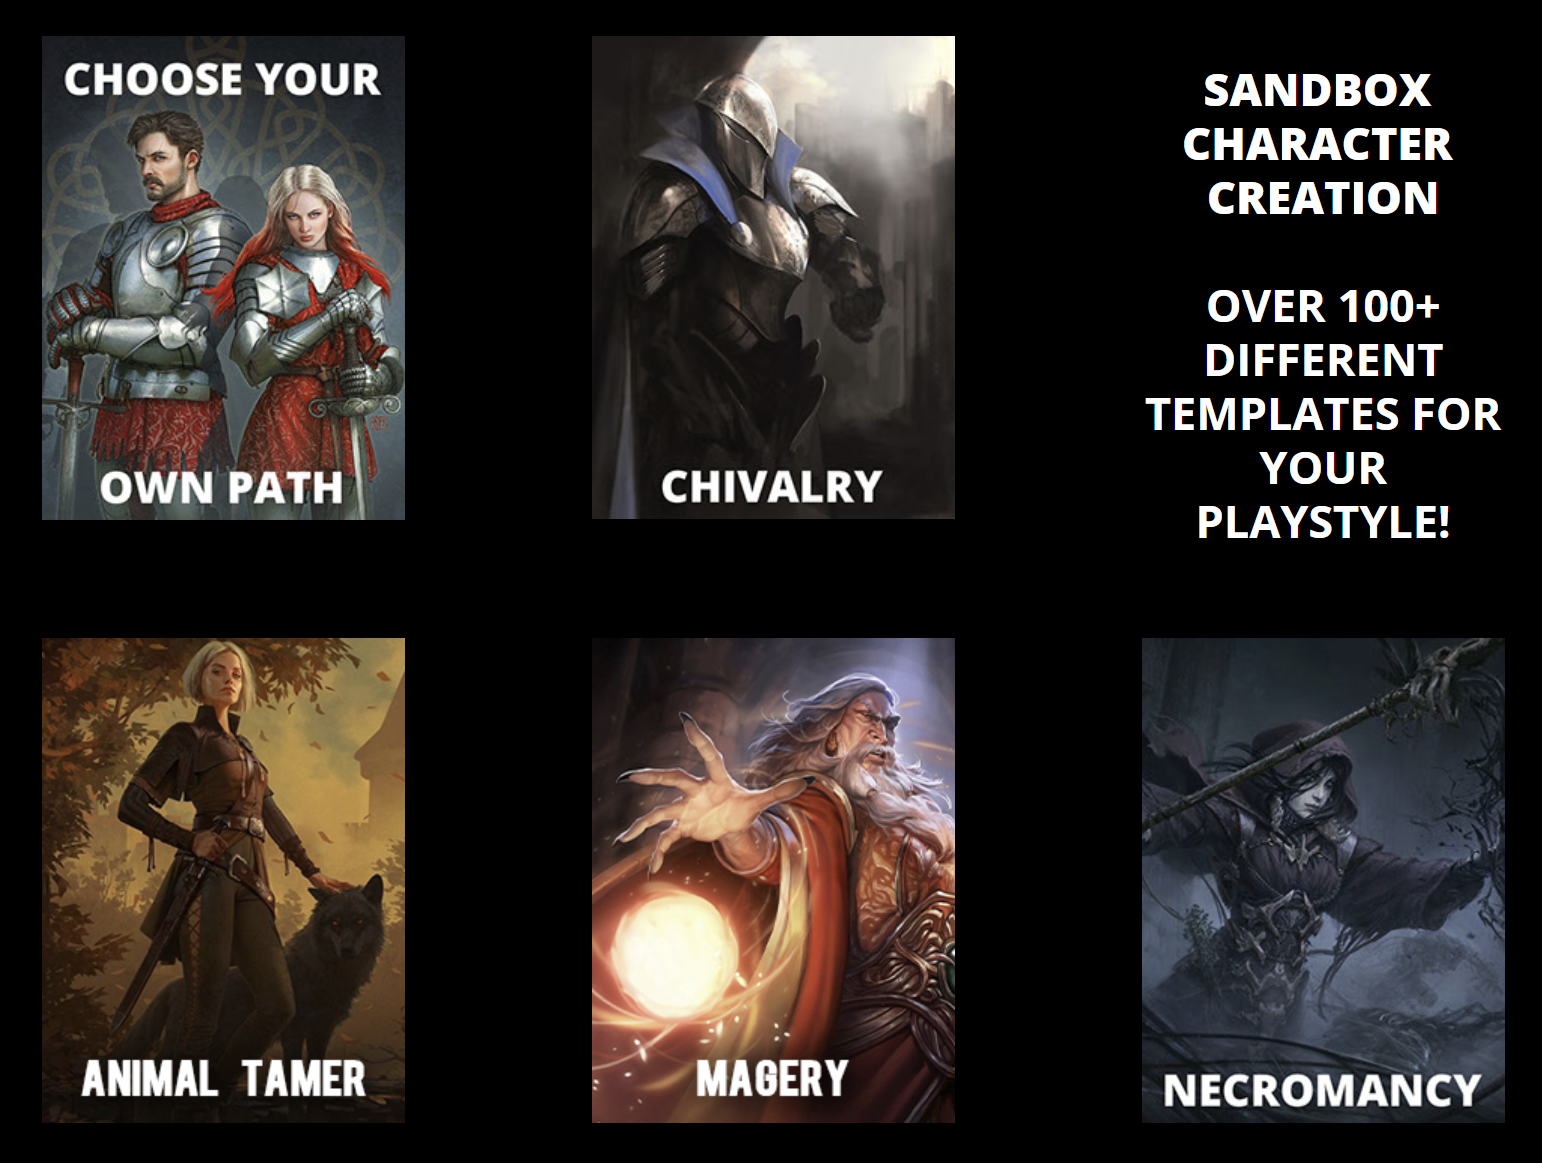 CHOOSE YOUR
OWN PATH
CHIVALRY
SANDBOX
CHARACTER
CREATION
OVER 100+
DIFFERENT
TEMPLATES FOR
YOUR
PLAYSTYLE!
ANIMAL TAMER
MAGERY
NECROMANCY